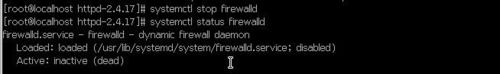 [root@localhost httpd-2.4.17]# systemctl stop firewalld
[root@localhost httpd-2.4.17]# systemctl status firewalld
firewalld.service - firewalld - dynamic firewall daemon
Loaded: loaded (/usr/lib/systemd/system/firewalld.service; disabled)
Active: inactive (dead)